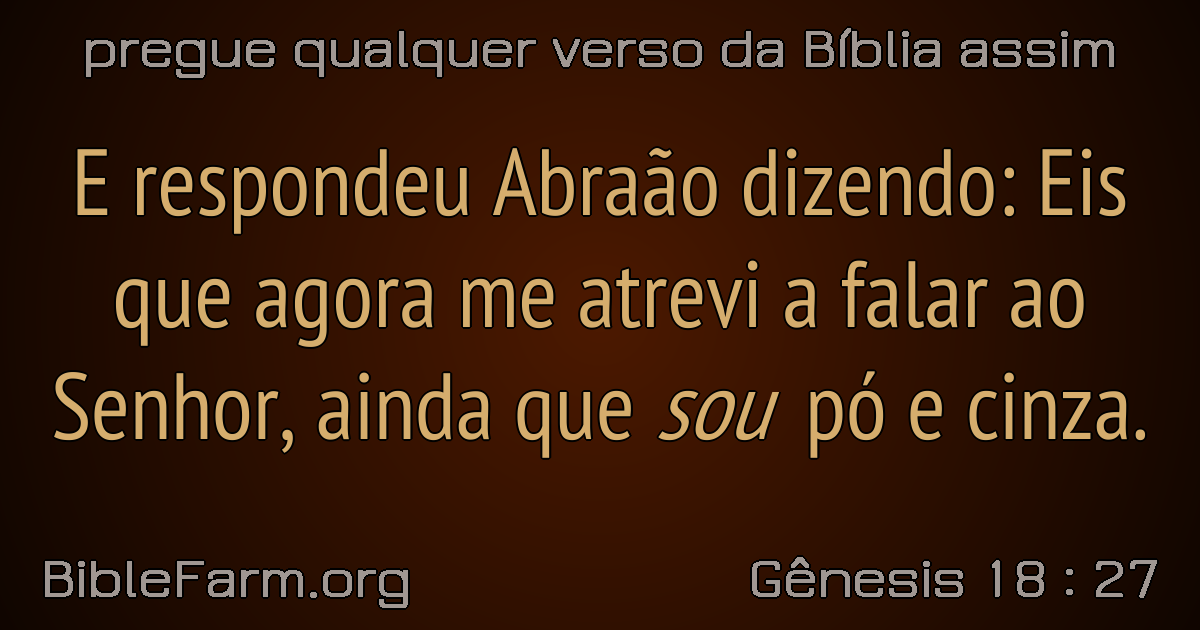 pregue qualquer verso da Bíblia assim
E respondeu Abraão dizendo: Eis
que agora me atrevi a falar ao
Senhor, ainda que sou pó e cinza.
BibleFarm.org
Gênesis 18 : 27